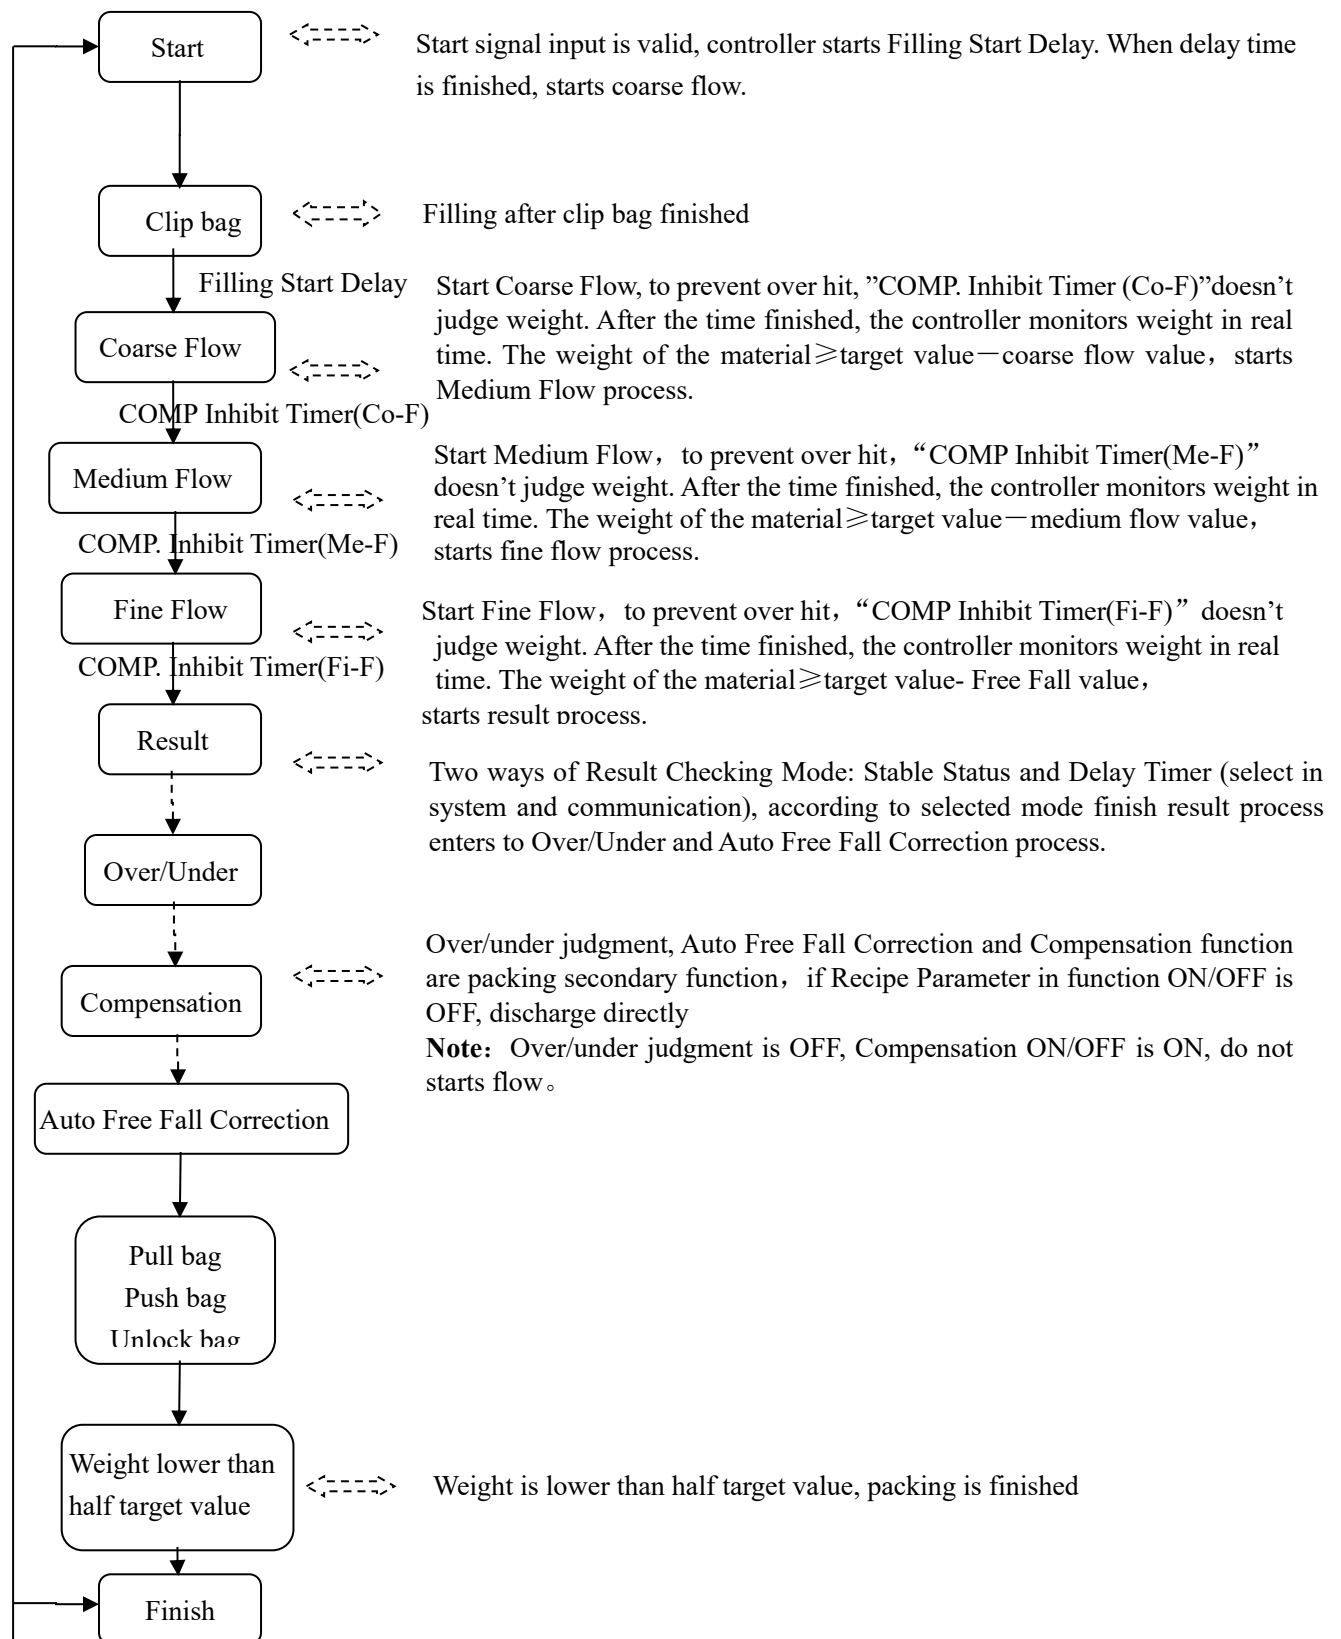 Start
Start signal input is valid, controller starts Filling Start Delay. When delay time
is finished, starts coarse flow.
Clip bag
Filling after clip bag finished
Filling Start Delay
Start Coarse Flow, to prevent over hit, ”COMP. Inhibit Timer (Co-F)”doesn’t
judge weight. After the time finished, the controller monitors weight in real
time. The weight of the material≥target value－coarse flow value，starts
Medium Flow process.
Coarse Flow
COMP Inhibit Timer(Co-F)
Start Medium Flow，to prevent over hit，“COMP Inhibit Timer(Me-F)”
doesn’t judge weight. After the time finished, the controller monitors weight in
real time. The weight of the material≥target value－medium flow value，
starts fine flow process.
Medium Flow
COMP. Inhibit Timer(Me-F)
Fine Flow
Start Fine Flow，to prevent over hit，“COMP Inhibit Timer(Fi-F)” doesn’t
judge weight. After the time finished, the controller monitors weight in real
time. The weight of the material≥target value- Free Fall value，
starts result process.
COMP. Inhibit Timer(Fi-F)
Result
Two ways of Result Checking Mode: Stable Status and Delay Timer (select in
system and communication), according to selected mode finish result process
enters to Over/Under and Auto Free Fall Correction process.
Over/Under
Over/under judgment, Auto Free Fall Correction and Compensation function
are packing secondary function，if Recipe Parameter in function ON/OFF is
OFF, discharge directly
Note：Over/under judgment is OFF, Compensation ON/OFF is ON, do not
starts flow。
Compensation
Auto Free Fall Correction
Pull bag
Push bag
Unlock bag
Weight lower than
half target value
Weight is lower than half target value, packing is finished
Finish